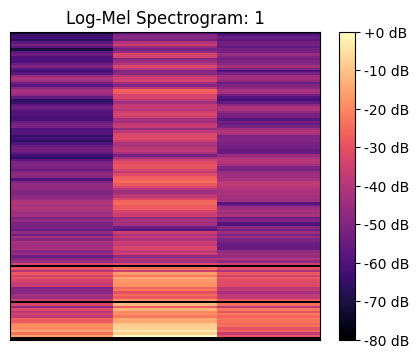 Log-Mel Spectrogram: 1
+0 dB
-10 dB
-20 dB
-30 dB
-40 dB
-50 dB
-60 dB
-70 dB
-80 dB